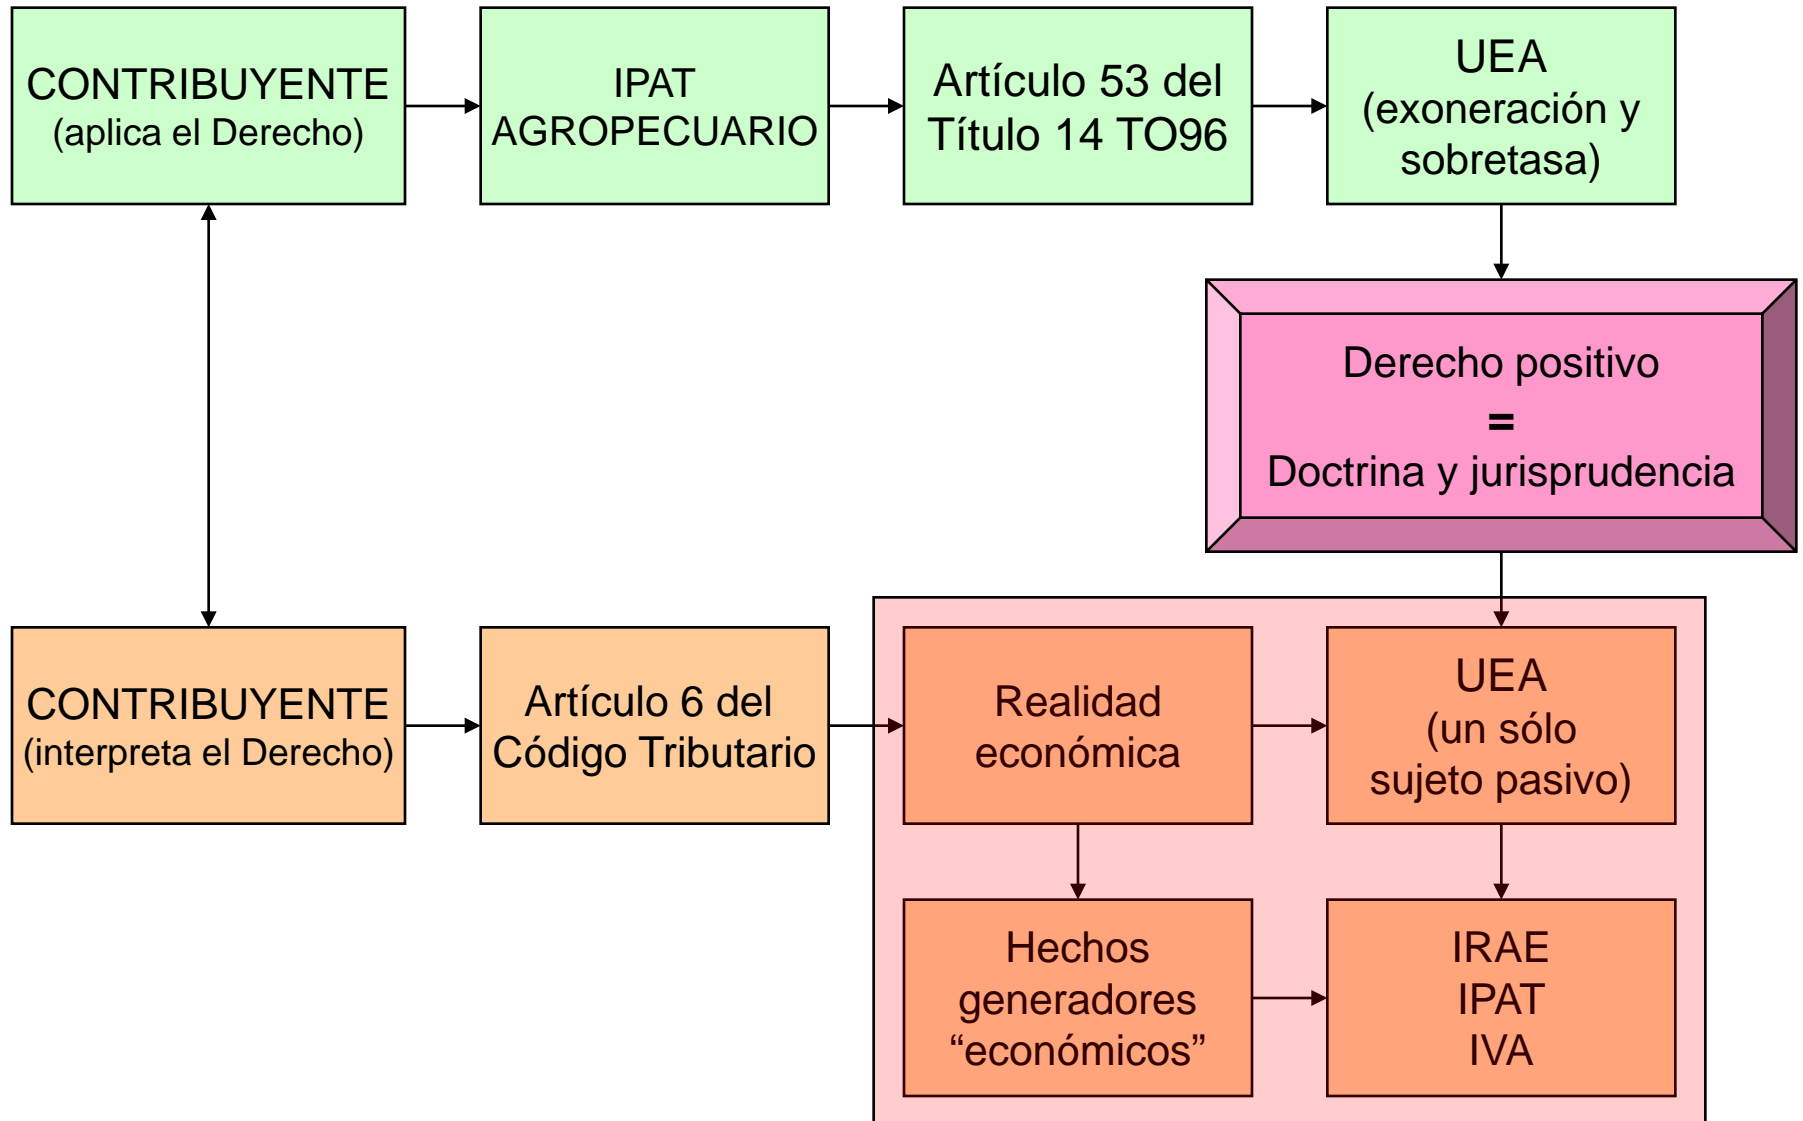 CONTRIBUYENTE
(aplica el Derecho)
IPAT
AGROPECUARIO
Artículo 53 del
Título 14 TO96
UEA
(exoneración y
sobretasa)
Derecho positivo
=
Doctrina y jurisprudencia
CONTRIBUYENTE
(interpreta el Derecho)
Artículo 6 del
Código Tributario
Realidad
económica
UEA
(un sólo
sujeto pasivo)
Hechos
generadores
“económicos”
IRAE
IPAT
IVA